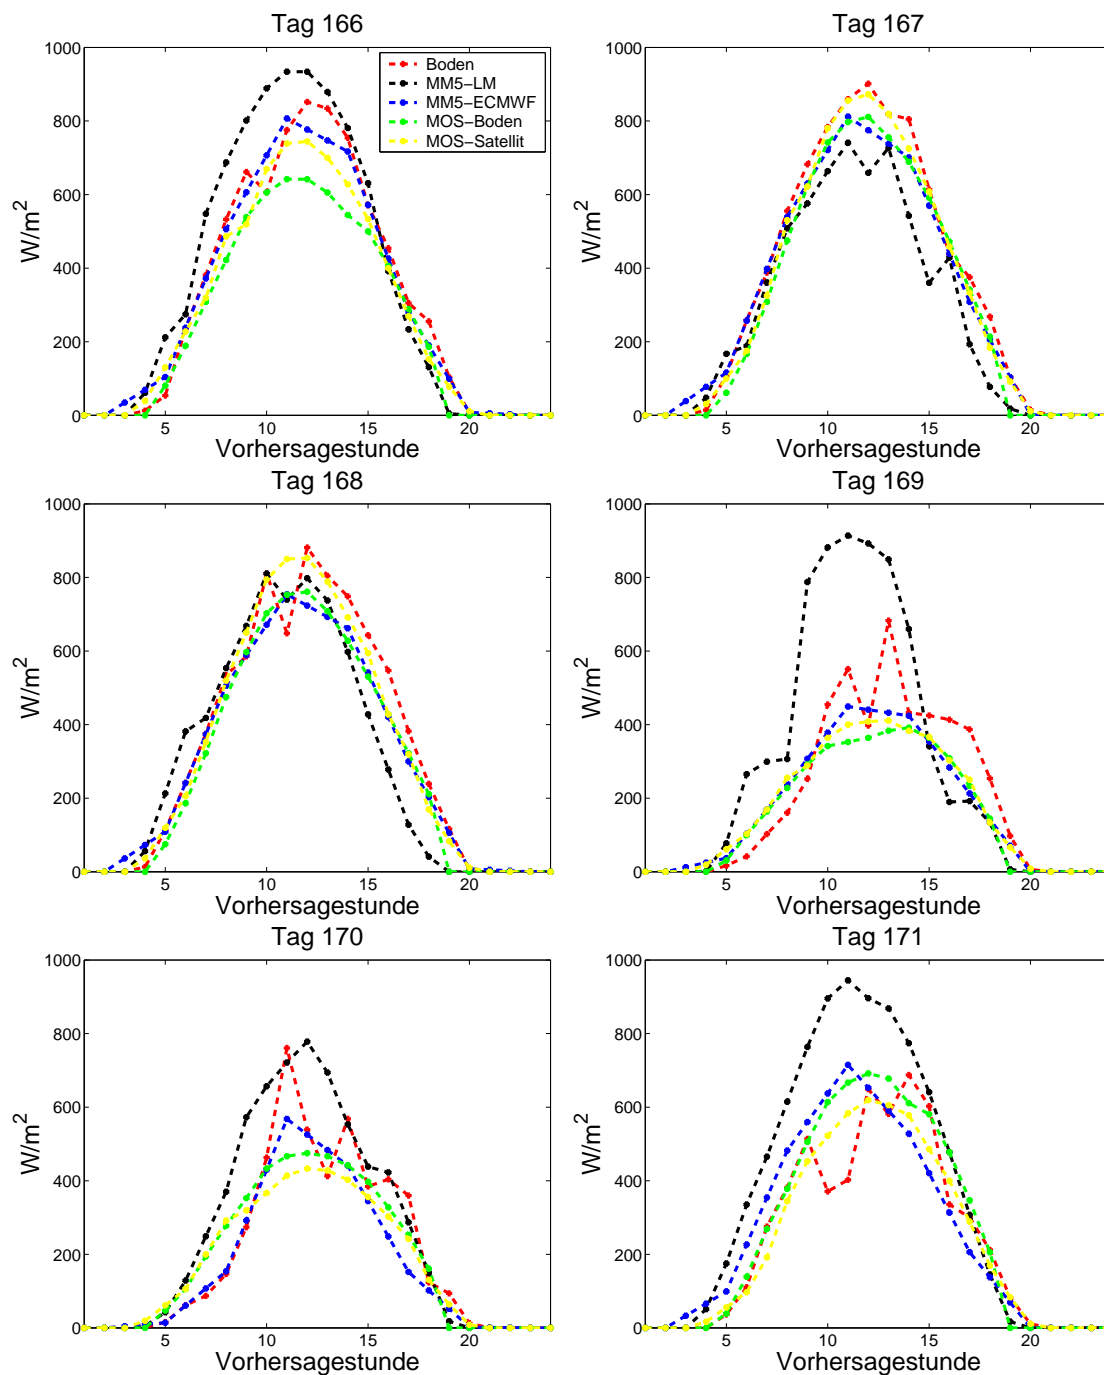 Tag 166
1000
800
600
400
200
0
W/m²
5
10
15
20
Vorhersagestunde
Boden
MM5−LM
MM5−ECMWF
MOS−Boden
MOS−Satellit
Tag 167
1000
800
600
400
200
0
W/m²
5
10
15
20
Vorhersagestunde
Tag 168
1000
800
600
400
200
0
W/m²
5
10
15
20
Vorhersagestunde
Tag 169
1000
800
600
400
200
0
W/m²
5
10
15
20
Vorhersagestunde
Tag 170
1000
800
600
400
200
0
W/m²
5
10
15
20
Vorhersagestunde
Tag 171
1000
800
600
400
200
0
W/m²
5
10
15
20
Vorhersagestunde